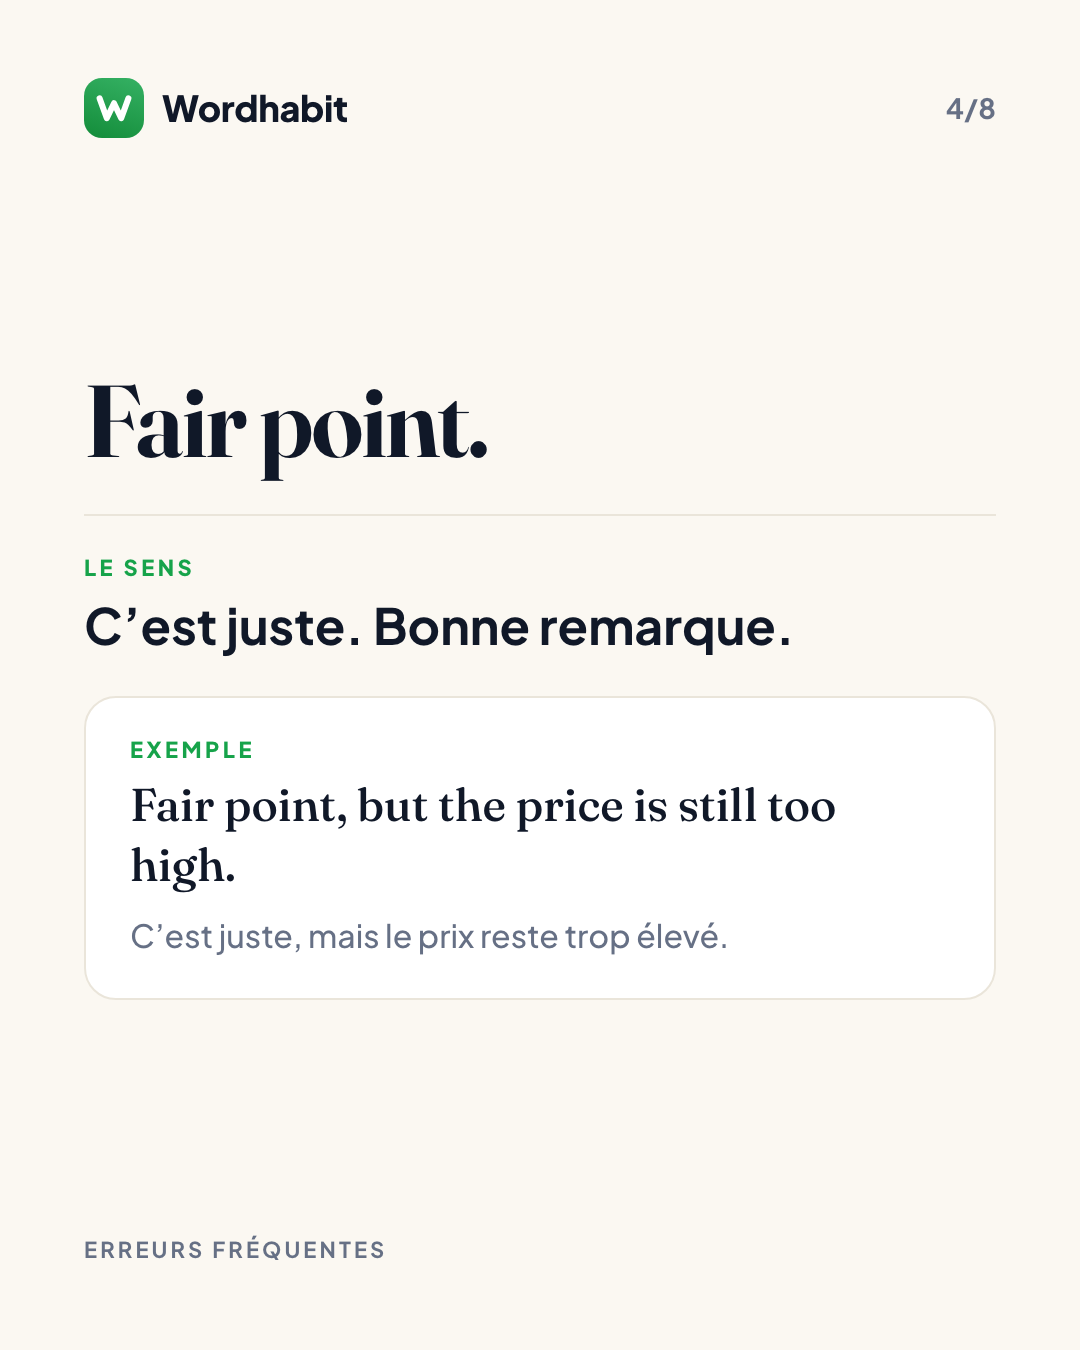 Wordhabit
4/8
Fair point.
LE SENS
C’est juste. Bonne remarque.
EXEMPLE
Fair point, but the price is still too
high.
C’est juste, mais le prix reste trop élevé.
ERREURS FRÉQUENTES